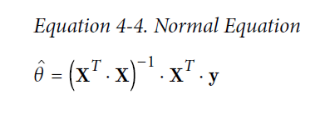 Equation 4-4. Normal Equation
θ̂ = (Xᵀ · X)⁻¹ · Xᵀ · y